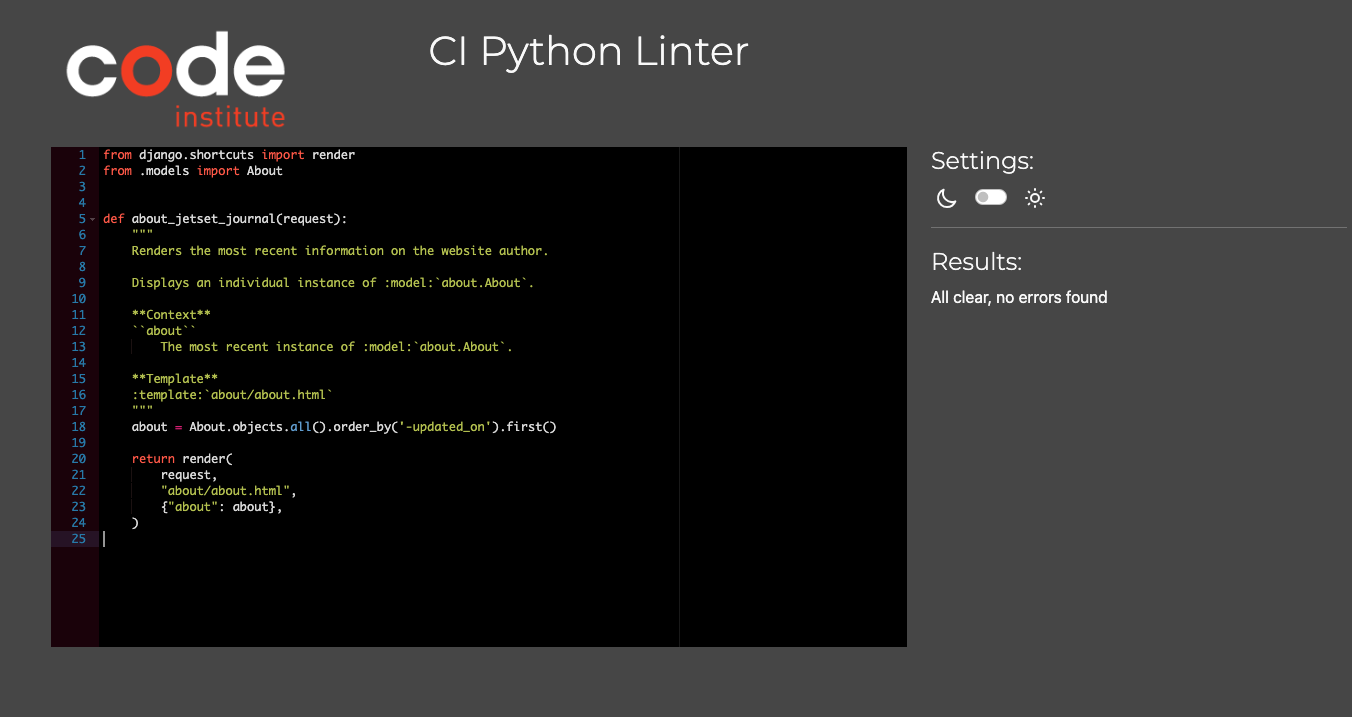 code
institute
CI Python Linter
1 from django.shortcuts import render
2 from .models import About
3
4
5 def about_jetset_journal(request):
6     """
7     Renders the most recent information on the website author.
8
9     Displays an individual instance of :model:`about.About`.
10
11     **Context**
12     ``about``
13         The most recent instance of :model:`about.About`.
14
15     **Template**
16     :template:`about/about.html`
17     """
18     about = About.objects.all().order_by('-updated_on').first()
19
20     return render(
21         request,
22         "about/about.html",
23         {"about": about},
24     )
25
Settings:
Results:
All clear, no errors found